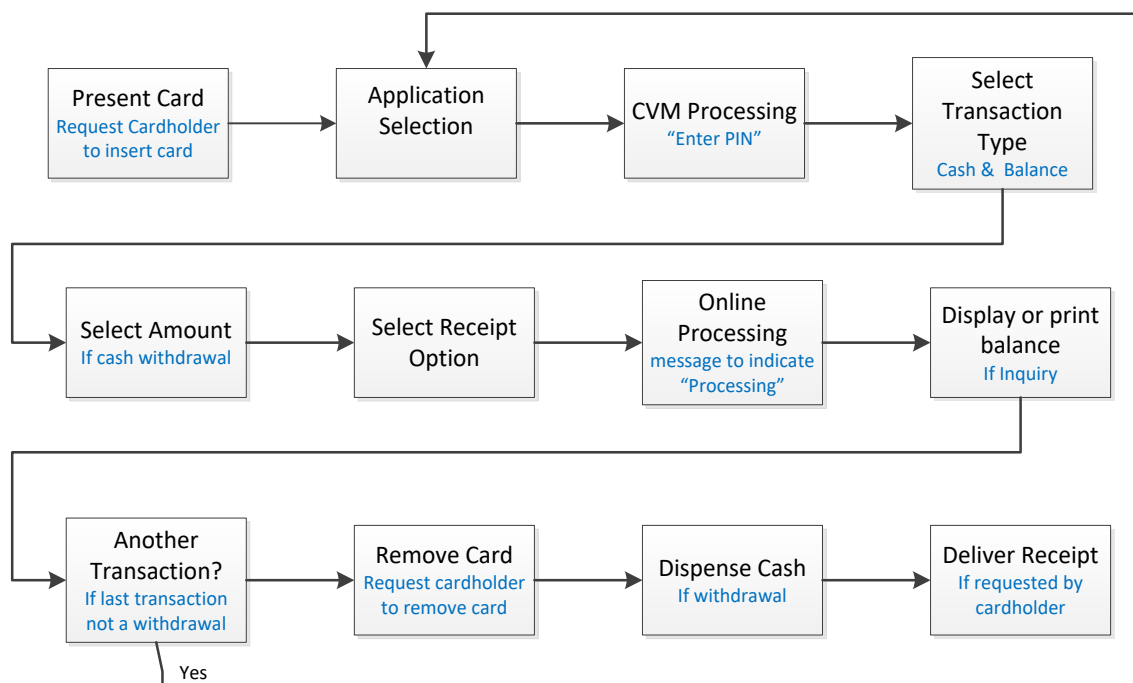 Present Card
Request Cardholder
to insert card
Application
Selection
CVM Processing
“Enter PIN”
Select
Transaction
Type
Cash &  Balance
Select Amount
If cash withdrawal
Select Receipt
Option
Online
Processing
message to indicate
“Processing”
Display or print
balance
If Inquiry
Another
Transaction?
If last transaction
not a withdrawal
Remove Card
Request cardholder
to remove card
Dispense Cash
If withdrawal
Deliver Receipt
If requested by
cardholder
Yes